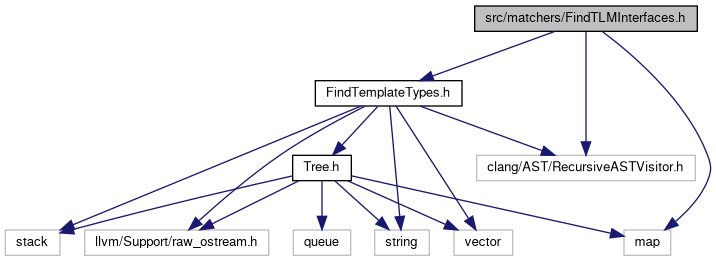 src/matchers/FindTLMInterfaces.h
FindTemplateTypes.h
Tree.h
clang/AST/RecursiveASTVisitor.h
stack
llvm/Support/raw_ostream.h
queue
string
vector
map